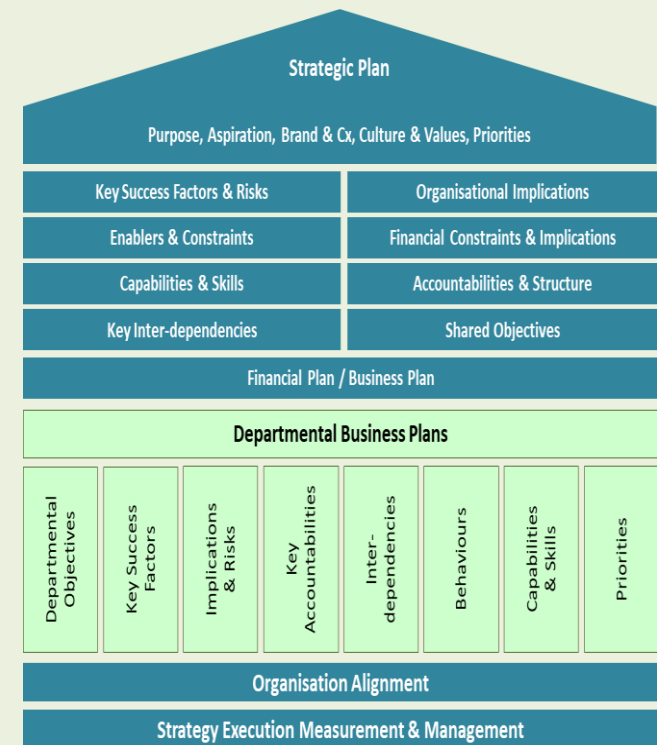 Strategic Plan
Purpose, Aspiration, Brand & Cx, Culture & Values, Priorities
Key Success Factors & Risks
Organisational Implications
Enablers & Constraints
Financial Constraints & Implications
Capabilities & Skills
Accountabilities & Structure
Key Inter-dependencies
Shared Objectives
Financial Plan / Business Plan
Departmental Business Plans
Departmental
Objectives
Key Success
Factors
Implications
& Risks
Key
Accountabilities
Inter-
dependencies
Behaviours
Capabilities
& Skills
Priorities
Organisation Alignment
Strategy Execution Measurement & Management